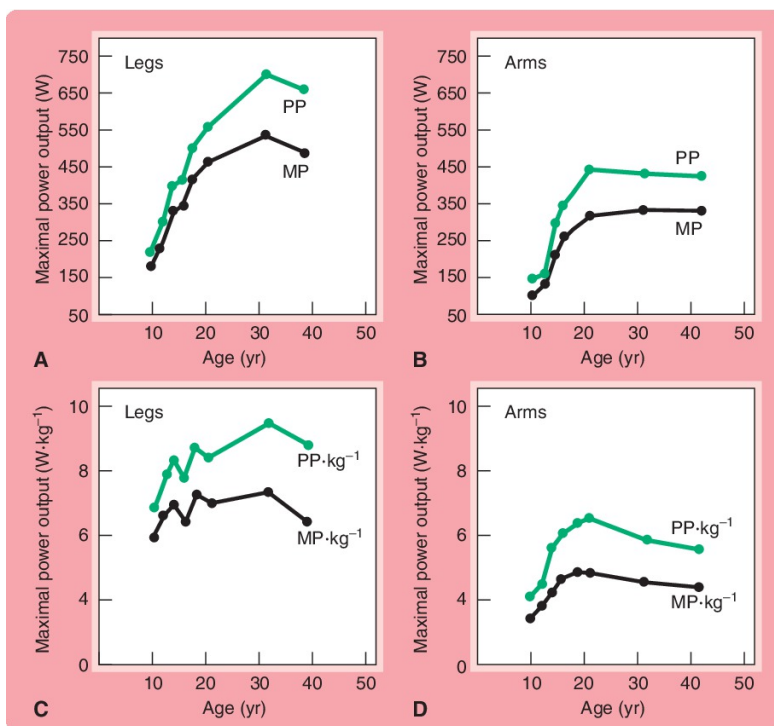 Legs
Maximal power output (W)
750
650
550
450
350
250
150
50
PP
MP
10 20 30 40 50
Age (yr)
A
Arms
Maximal power output (W)
750
650
550
450
350
250
150
50
PP
MP
10 20 30 40 50
Age (yr)
B
Legs
Maximal power output (W·kg⁻¹)
10
8
6
4
0
PP·kg⁻¹
MP·kg⁻¹
10 20 30 40 50
Age (yr)
C
Arms
Maximal power output (W·kg⁻¹)
10
8
6
4
0
PP·kg⁻¹
MP·kg⁻¹
10 20 30 40 50
Age (yr)
D